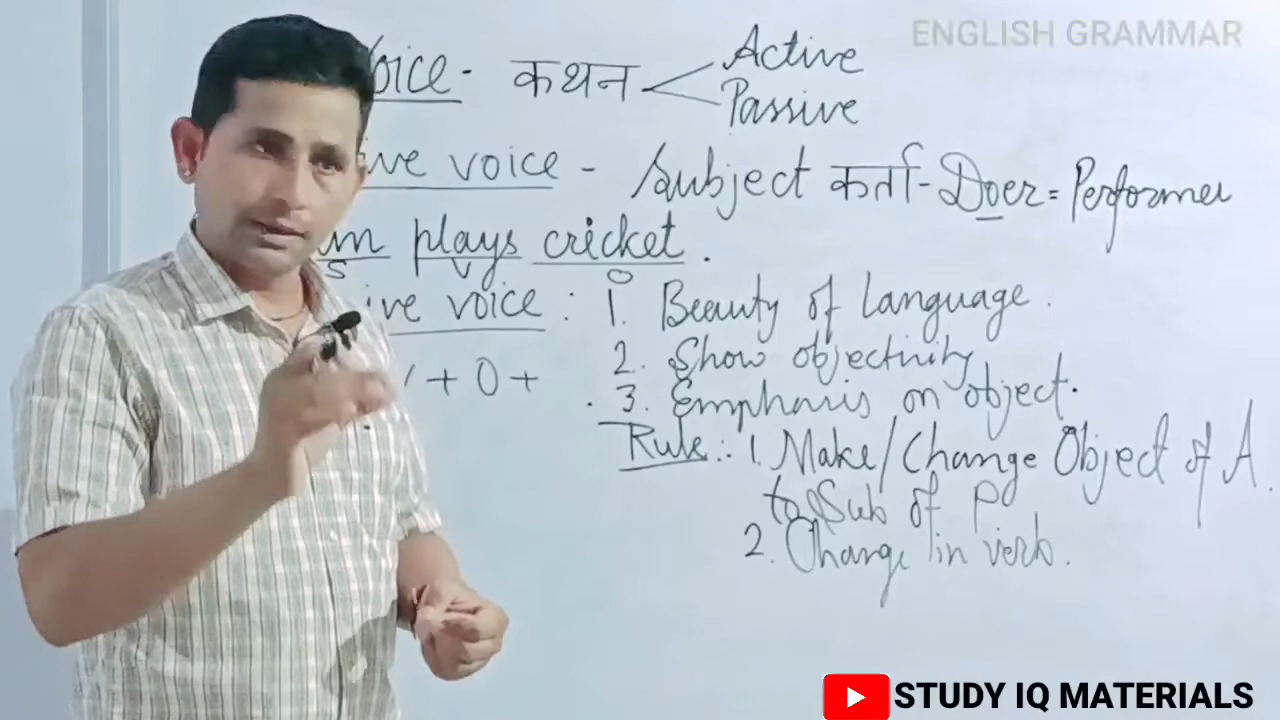 ENGLISH GRAMMAR
oice - कथन < Active
Passive
ive voice - Subject कर्ता - Doer = Performer
m plays cricket.
S V O
ive voice : 1. Beauty of language.
2. Show objectivity
+ O + . 3. Emphasis on object.
Rule :- 1. Make/Change Object of A.
to Sub of P
2. Change in verb.
STUDY IQ MATERIALS